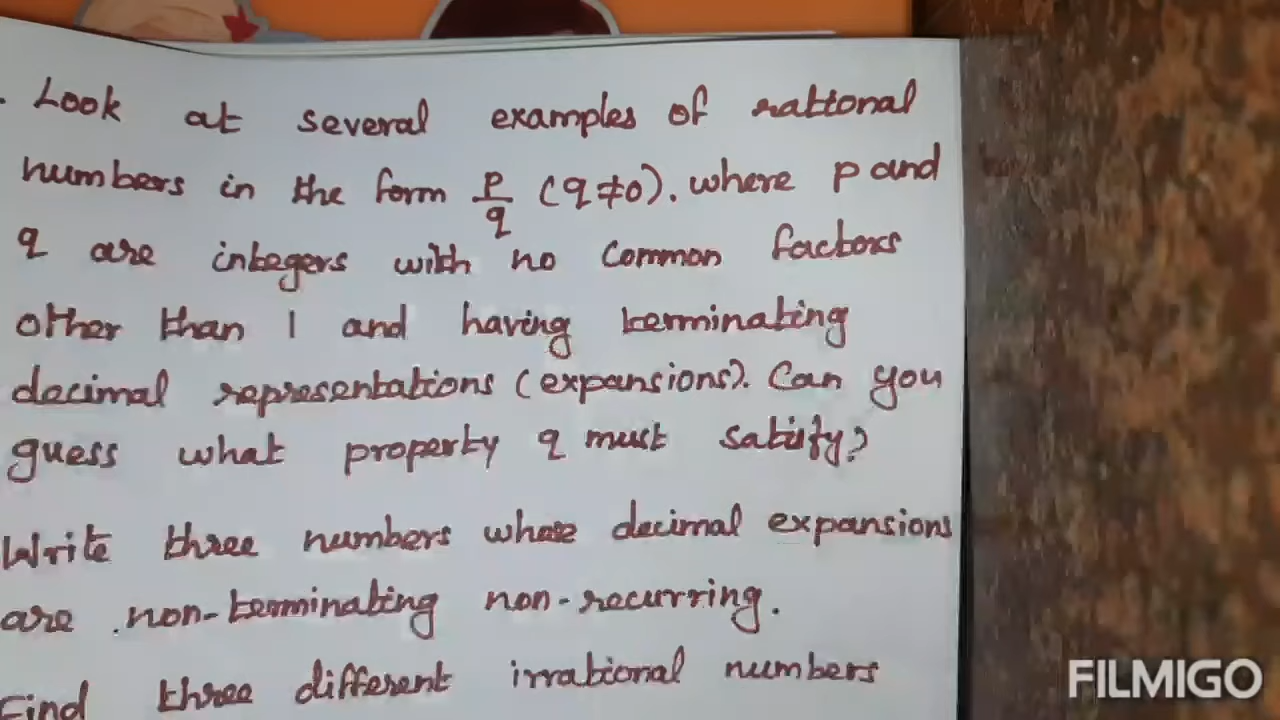 . Look at several examples of rational
numbers in the form p/q (q≠0). where p and
q are integers with no common factors
other than 1 and having terminating
decimal representations (expansions). Can you
guess what property q must satisfy?
Write three numbers whose decimal expansions
are non-terminating non-recurring.
Find three different irrational numbers
FILMIGO